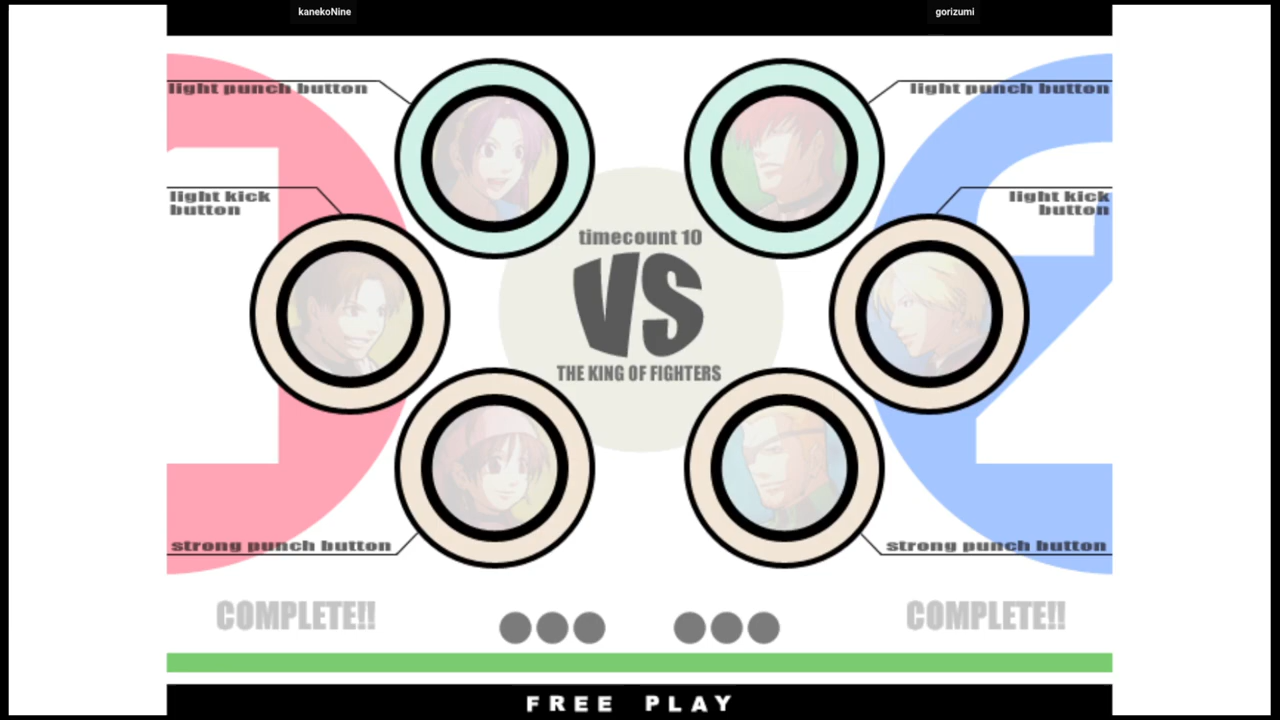 kanekoNine
gorizumi
light punch button
light punch button
light kick
button
light kick
button
timecount 10
VS
THE KING OF FIGHTERS
strong punch button
strong punch button
COMPLETE!!
COMPLETE!!
FREE PLAY